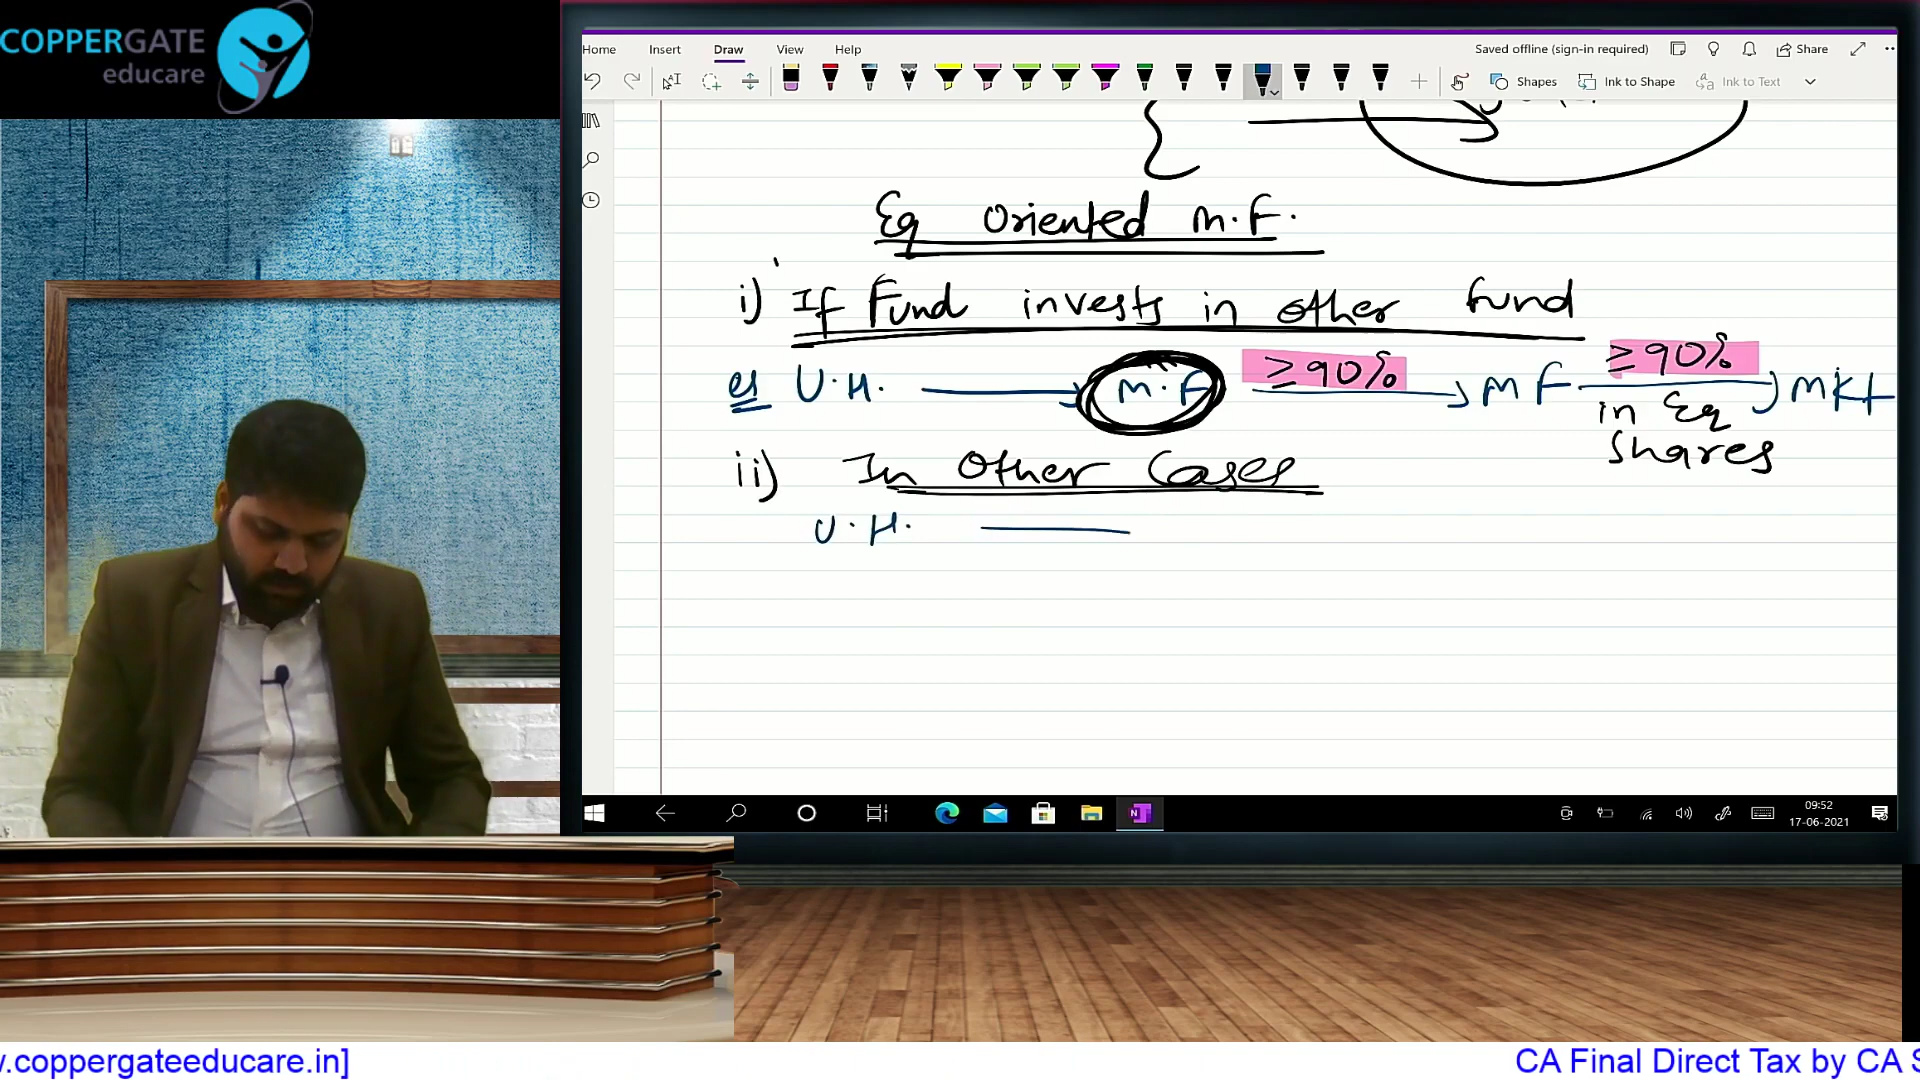 COPPERGATE
educare
Home Insert Draw View Help
Saved offline (sign-in required)
Share
Shapes
Ink to Shape
Ink to Text
Eq Oriented M.F.
i) If Fund invests in other fund
eg U.H. M.F ≥90% MF ≥90% Mkt
in Eq
Shares
ii) In Other Cases
U.H.
09:52
17-06-2021
.coppergateeducare.in]
CA Final Direct Tax by CA S